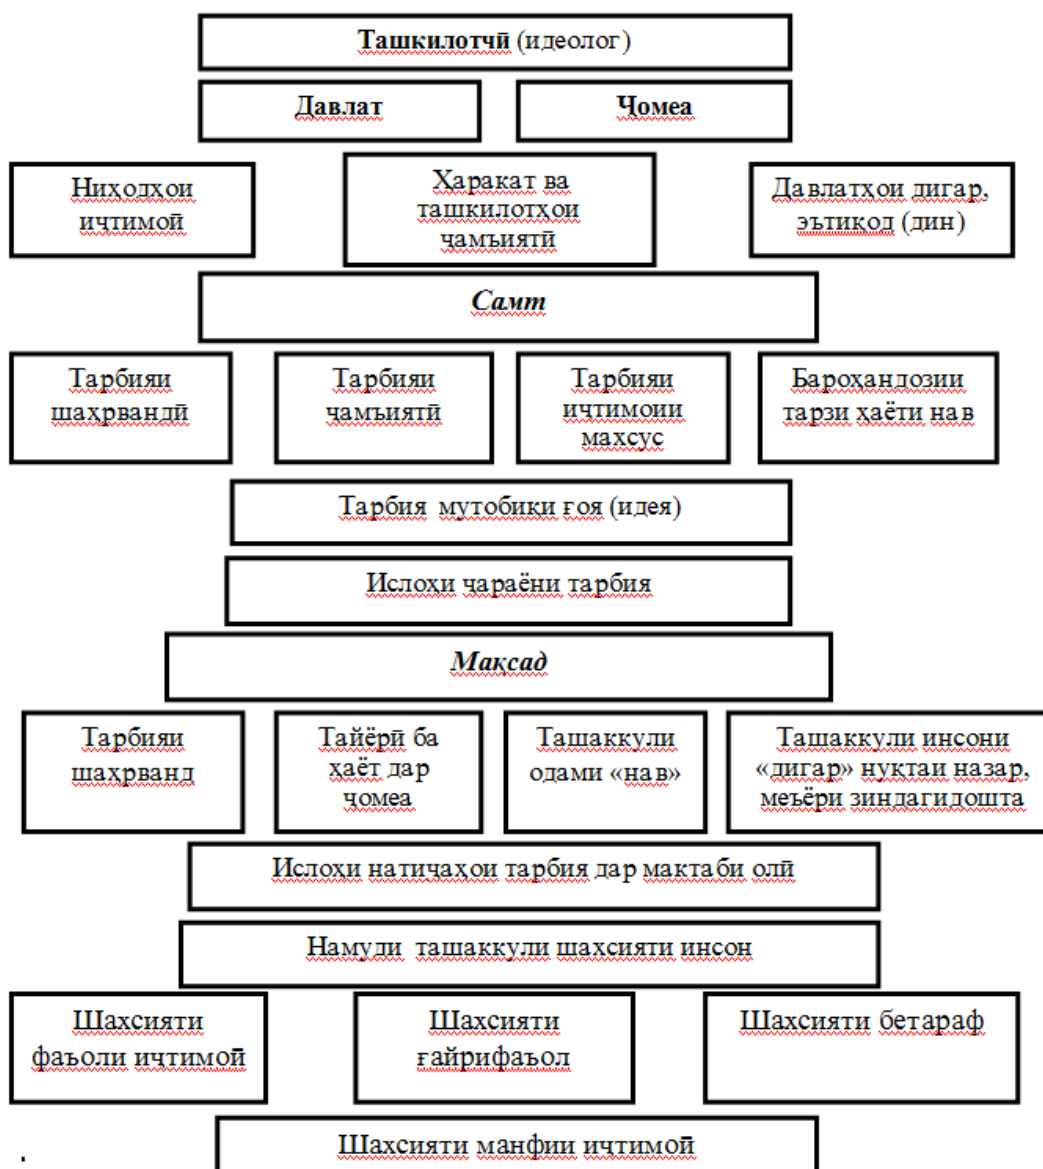 Ташкилотчӣ (идеолог)
Давлат
Ҷомеа
Ниҳодҳои
иҷтимоӣ
Ҳаракат ва
ташкилотҳои
ҷамъиятӣ
Давлатҳои дигар,
эътиқод (дин)
Самт
Тарбияи
шаҳрвандӣ
Тарбияи
ҷамъиятӣ
Тарбияи
иҷтимоии
махсус
Бароҳандозии
тарзи ҳаёти нав
Тарбия мутобиқи ғоя (идея)
Ислоҳи ҷараёни тарбия
Мақсад
Тарбияи
шаҳрванд
Тайёрӣ ба
ҳаёт дар
ҷомеа
Ташаккули
одами «нав»
Ташаккули инсони
«дигар» нуқтаи назар,
меъёри зиндагидошта
Ислоҳи натиҷаҳои тарбия дар мактаби олӣ
Намуди ташаккули шахсияти инсон
Шахсияти
фаъоли иҷтимоӣ
Шахсияти
ғайрифаъол
Шахсияти бетараф
Шахсияти манфии иҷтимоӣ
.